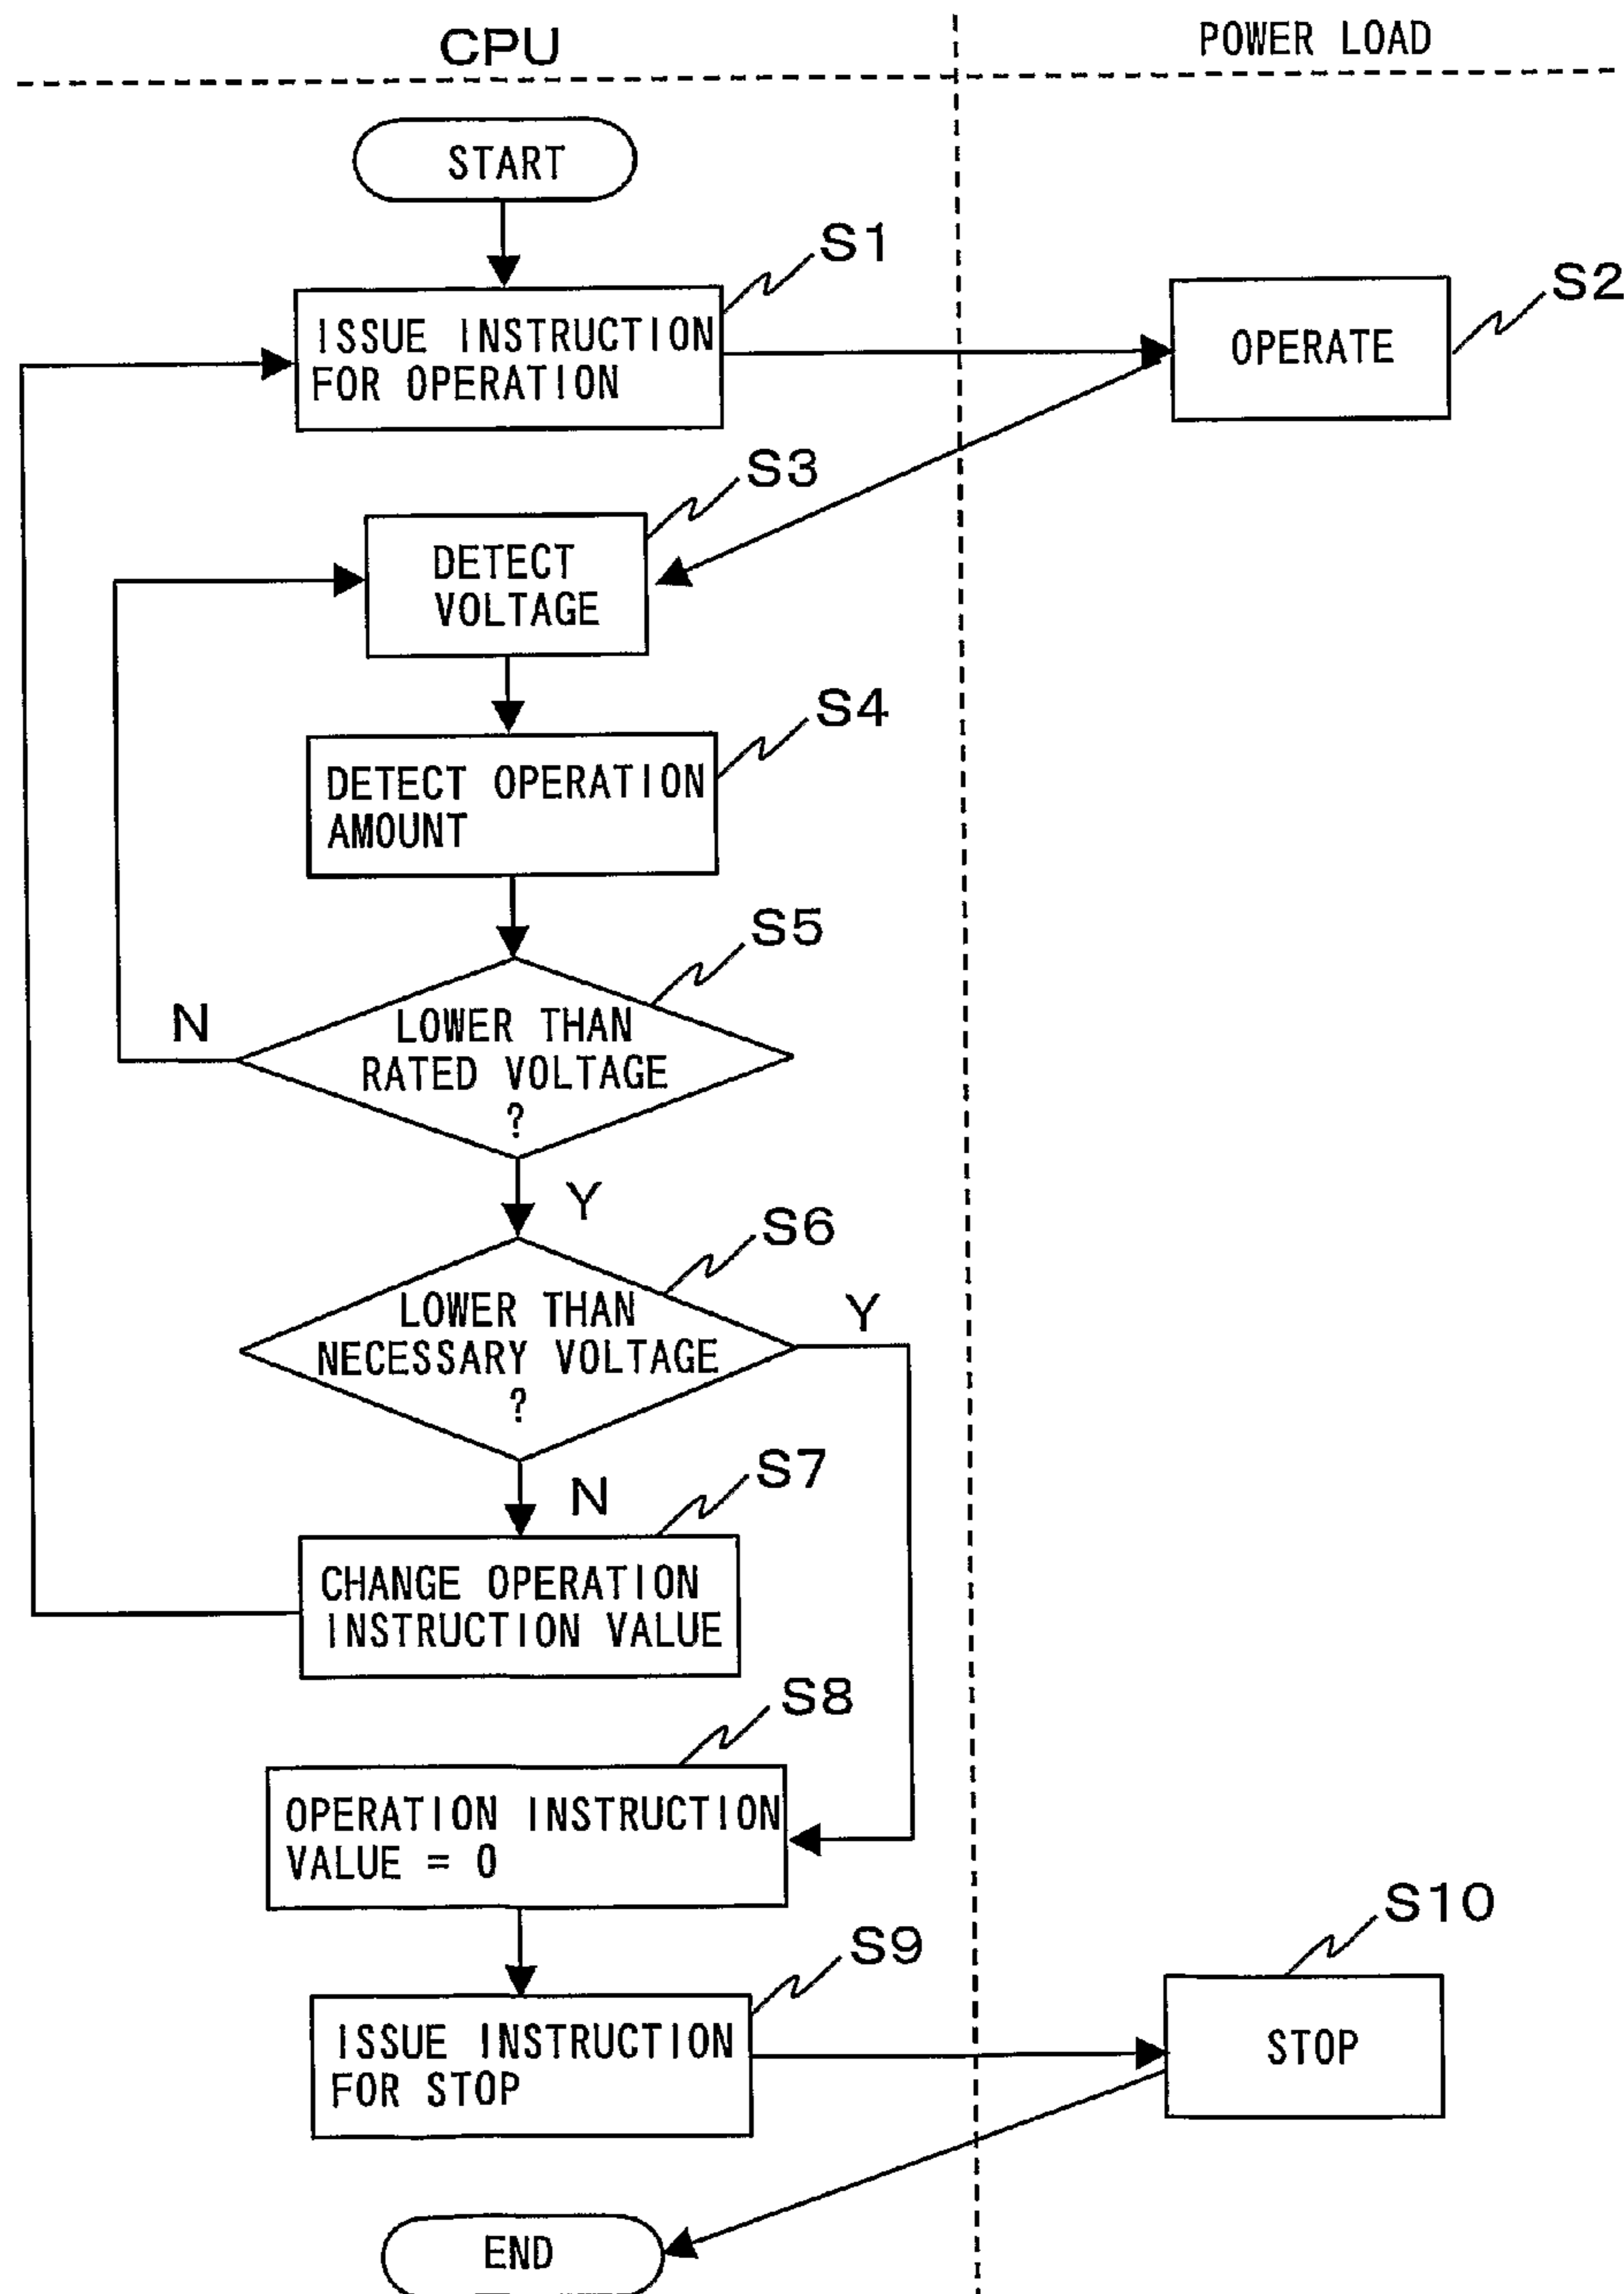 CPU
POWER LOAD
START
S1
ISSUE INSTRUCTION
FOR OPERATION
S2
OPERATE
S3
DETECT
VOLTAGE
S4
DETECT OPERATION
AMOUNT
S5
LOWER THAN
RATED VOLTAGE
?
N
Y
S6
LOWER THAN
NECESSARY VOLTAGE
?
Y
N
S7
CHANGE OPERATION
INSTRUCTION VALUE
S8
OPERATION INSTRUCTION
VALUE = 0
S9
ISSUE INSTRUCTION
FOR STOP
S10
STOP
END